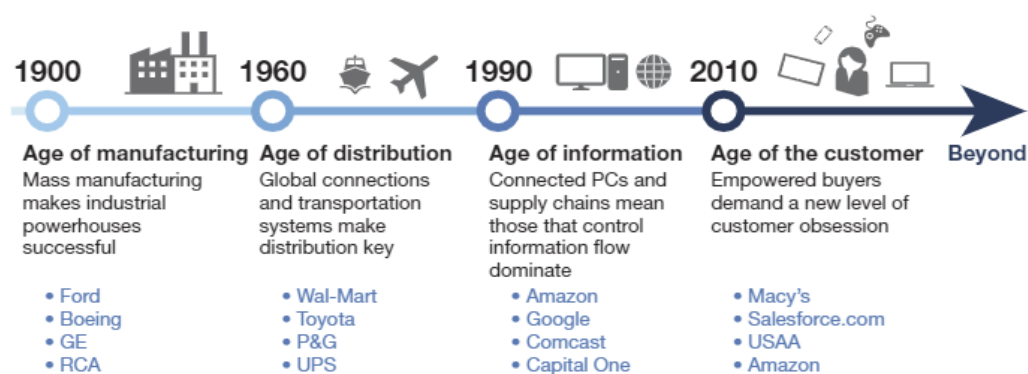 1900
1960
1990
2010
Age of manufacturing
Mass manufacturing
makes industrial
powerhouses
successful
• Ford
• Boeing
• GE
• RCA
Age of distribution
Global connections
and transportation
systems make
distribution key
• Wal-Mart
• Toyota
• P&G
• UPS
Age of information
Connected PCs and
supply chains mean
those that control
information flow
dominate
• Amazon
• Google
• Comcast
• Capital One
Age of the customer
Empowered buyers
demand a new level of
customer obsession
• Macy's
• Salesforce.com
• USAA
• Amazon
Beyond